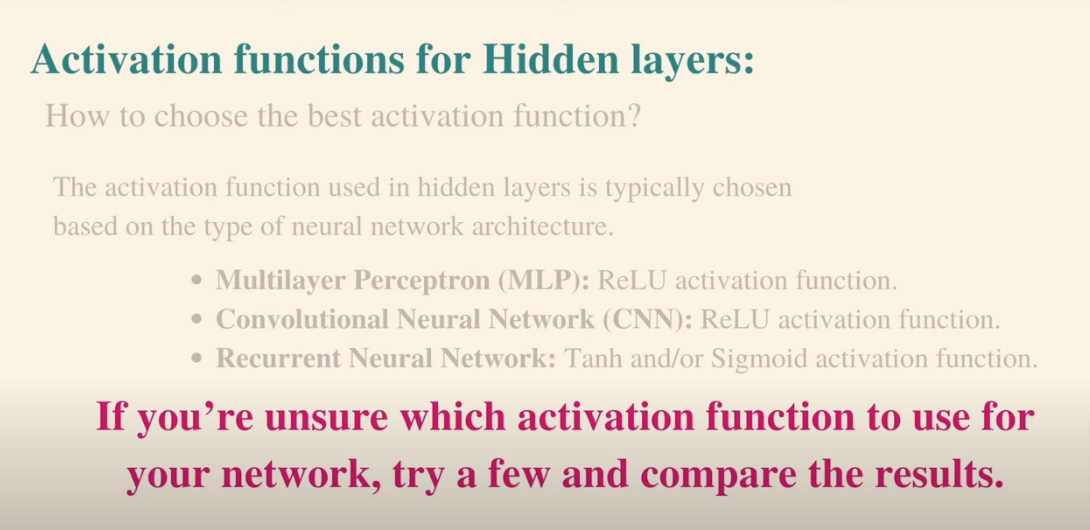 Activation functions for Hidden layers:
How to choose the best activation function?
The activation function used in hidden layers is typically chosen
based on the type of neural network architecture.
• Multilayer Perceptron (MLP): ReLU activation function.
• Convolutional Neural Network (CNN): ReLU activation function.
• Recurrent Neural Network: Tanh and/or Sigmoid activation function.
If you’re unsure which activation function to use for
your network, try a few and compare the results.